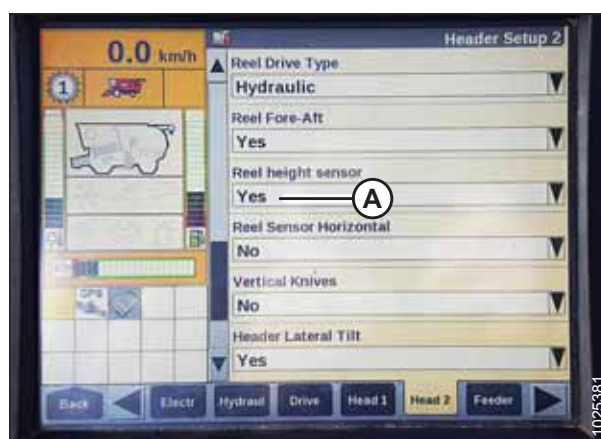 0.0 km/h
Header Setup 2
1
Reel Drive Type
Hydraulic
Reel Fore-Aft
Yes
Reel height sensor
Yes
A
Reel Sensor Horizontal
No
Vertical Knives
No
Header Lateral Tilt
Yes
Back
Electr
Hydraul
Drive
Head 1
Head 2
Feeder
1025381